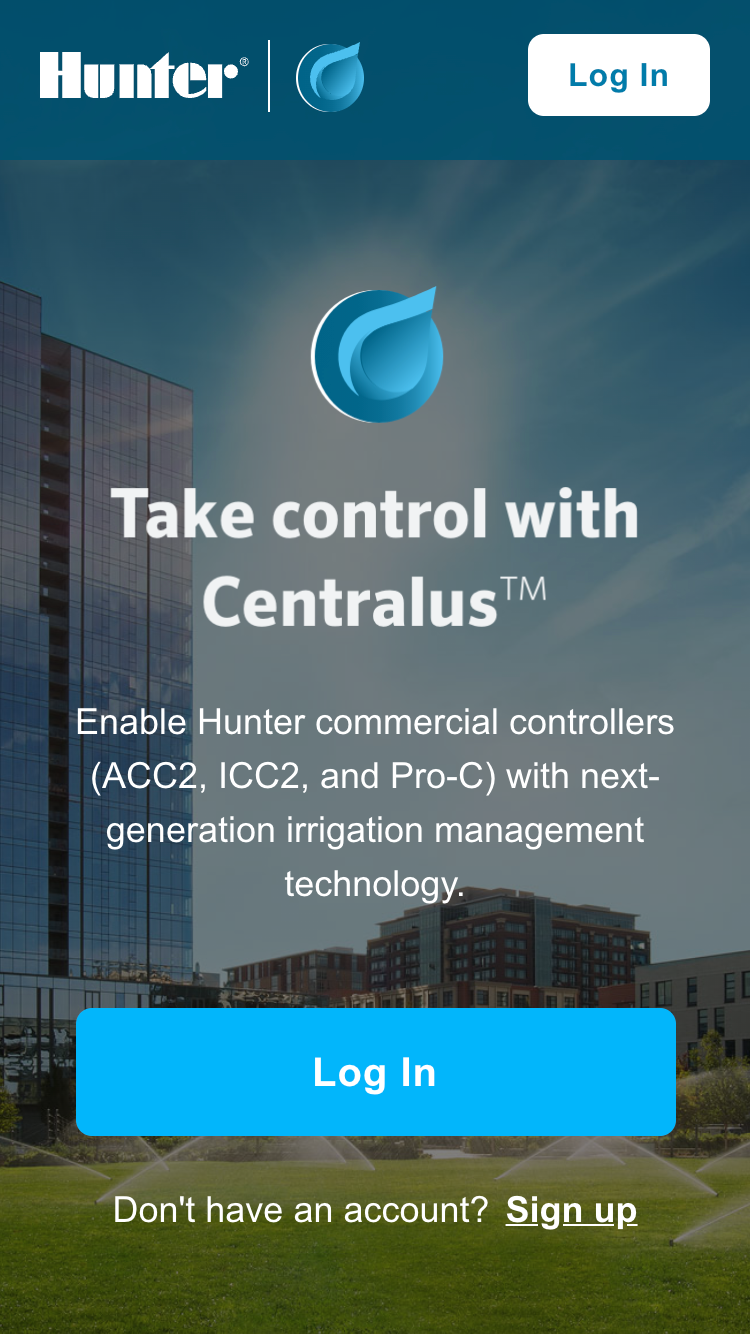 Hunter®
Log In
Take control with
Centralus™
Enable Hunter commercial controllers
(ACC2, ICC2, and Pro-C) with next-
generation irrigation management
technology.
Log In
Don't have an account? Sign up